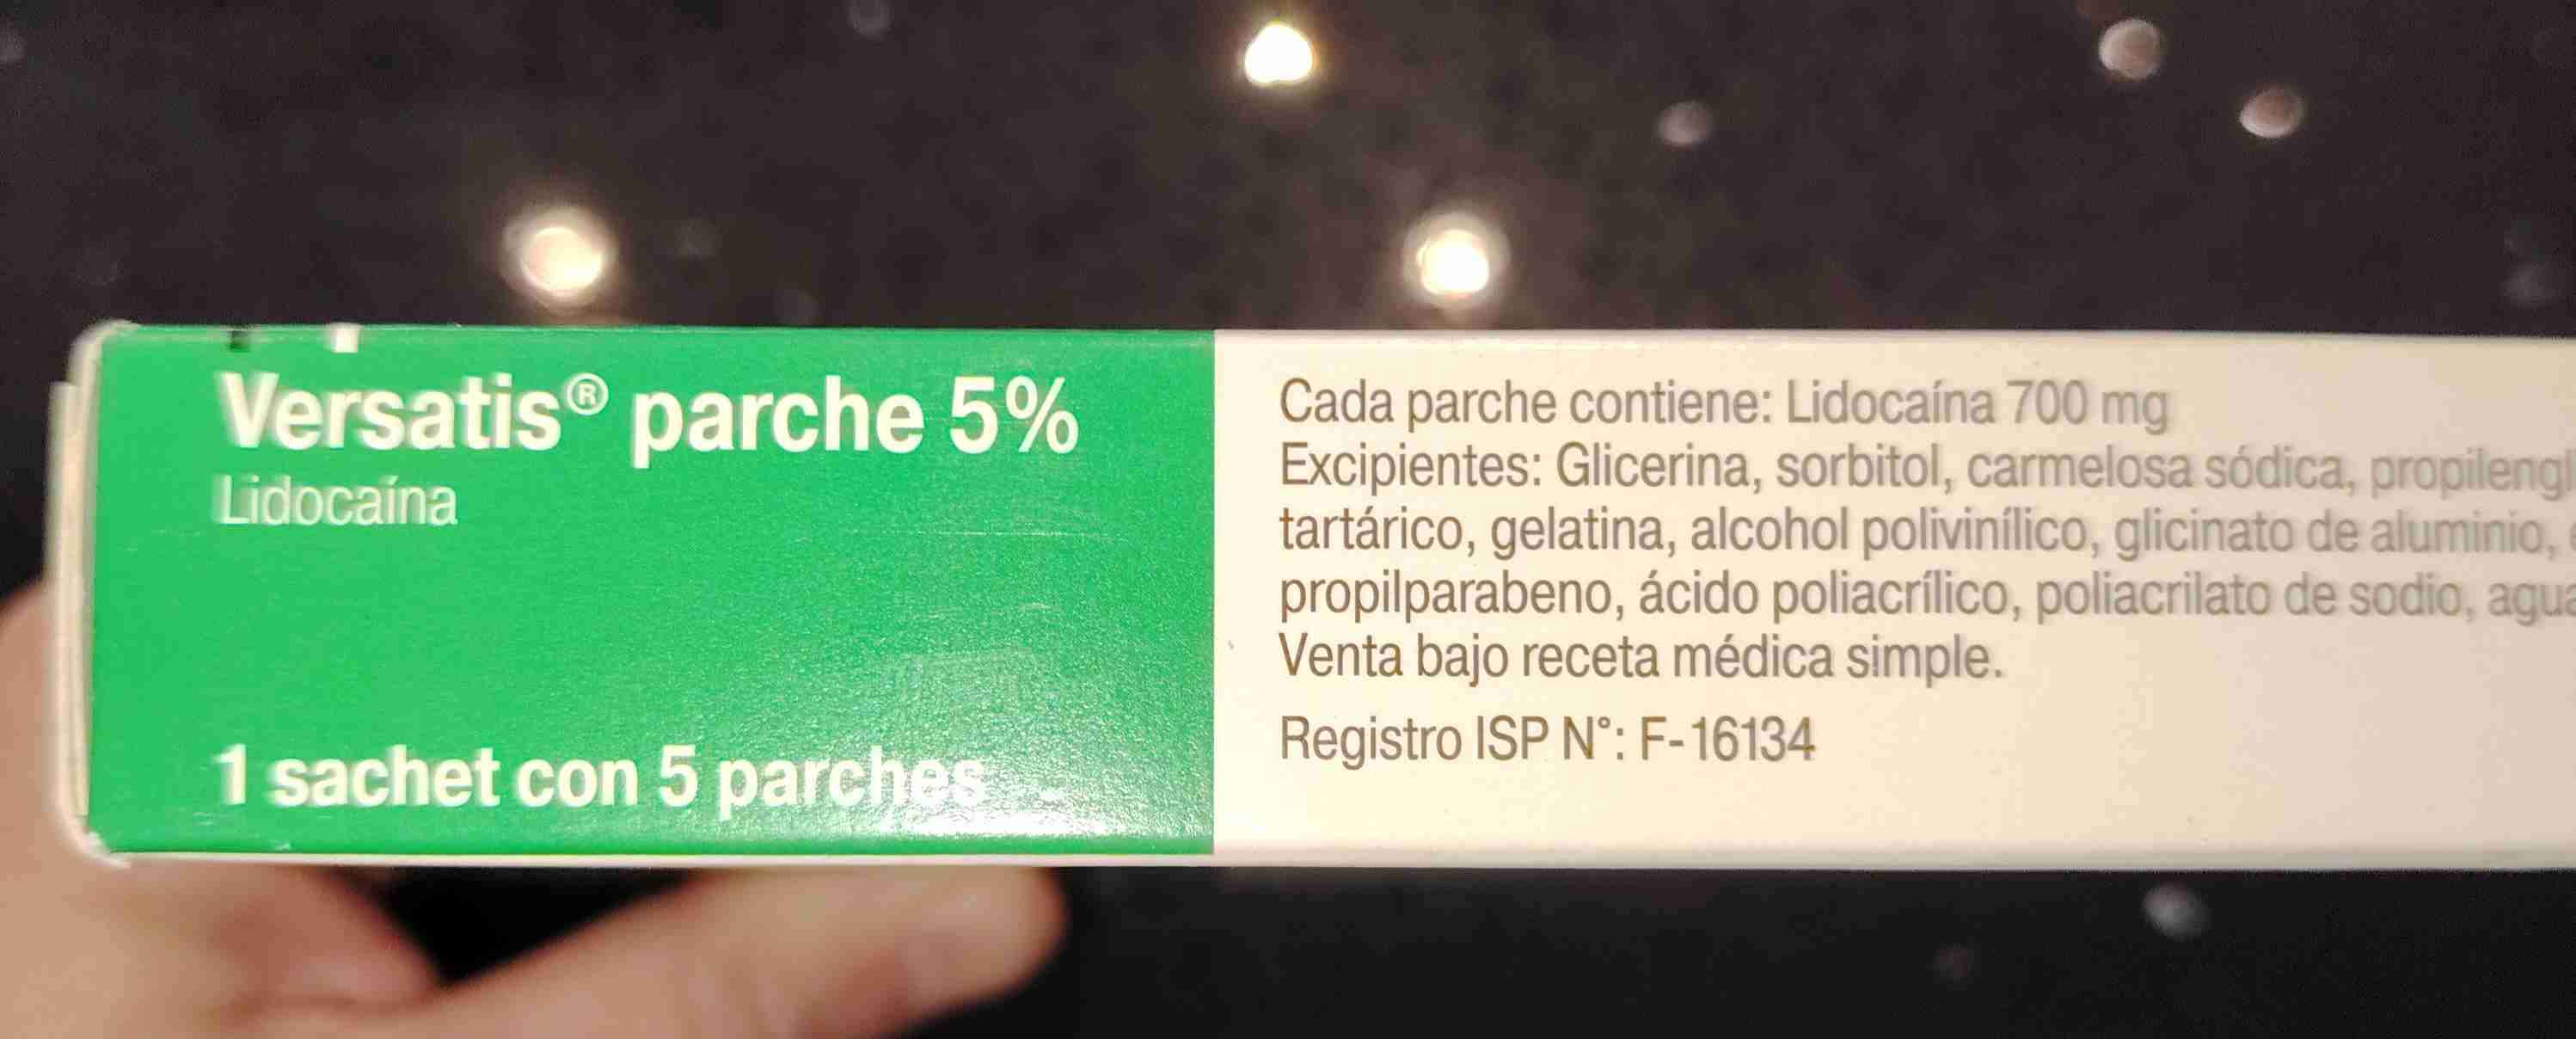 Versatis® parche 5%
Lidocaína
1 sachet con 5 parches
Cada parche contiene: Lidocaína 700 mg
Excipientes: Glicerina, sorbitol, carmelosa sódica,
tartárico, gelatina, alcohol polivinílico, glicinato de aluminio,
propilparabeno, ácido poliacrílico, poliacrilato de sodio, agua
Venta bajo receta médica simple.
Registro ISP N°: F-16134